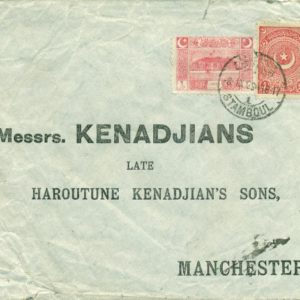 STAMBOUL
Messrs. KENADJIANS
LATE
HAROUTUNE KENADJIAN'S SONS,
MANCHESTER